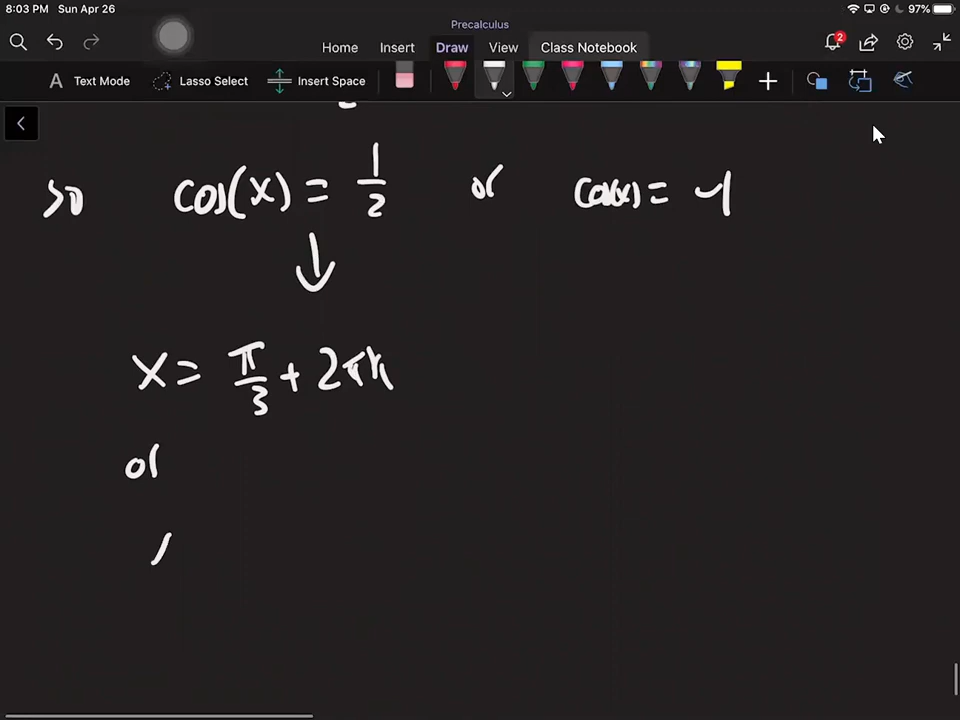 8:03 PM Sun Apr 26 97%
Precalculus
Home Insert Draw View Class Notebook 2
Text Mode Lasso Select Insert Space
so cos(x) = 1/2 or cos(x) = -1
x = π/3 + 2πk
or